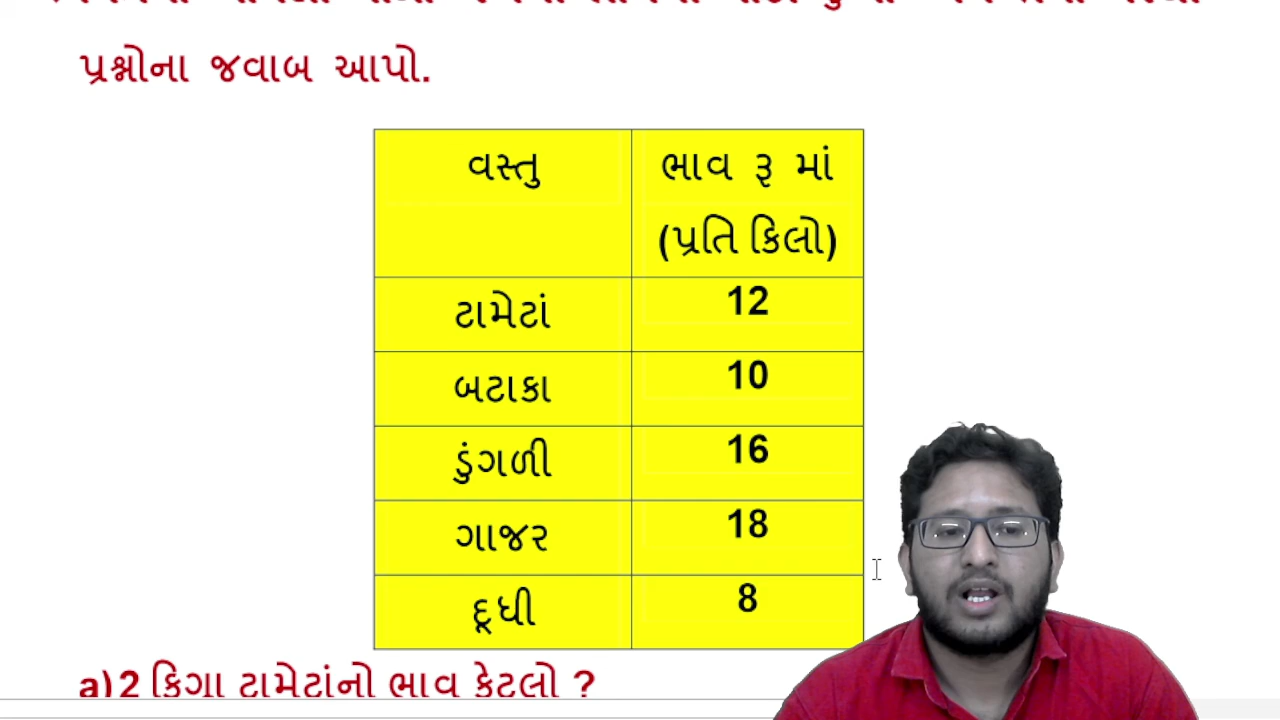 પ્રશ્નોના જવાબ આપો.
વસ્તુ ભાવ રૂ માં
(પ્રતિ કિલો)
ટામેટાં 12
બટાકા 10
ડુંગળી 16
ગાજર 18
દૂધી 8
a)2 કિગા ટામેટાંનો ભાવ કેટલો ?